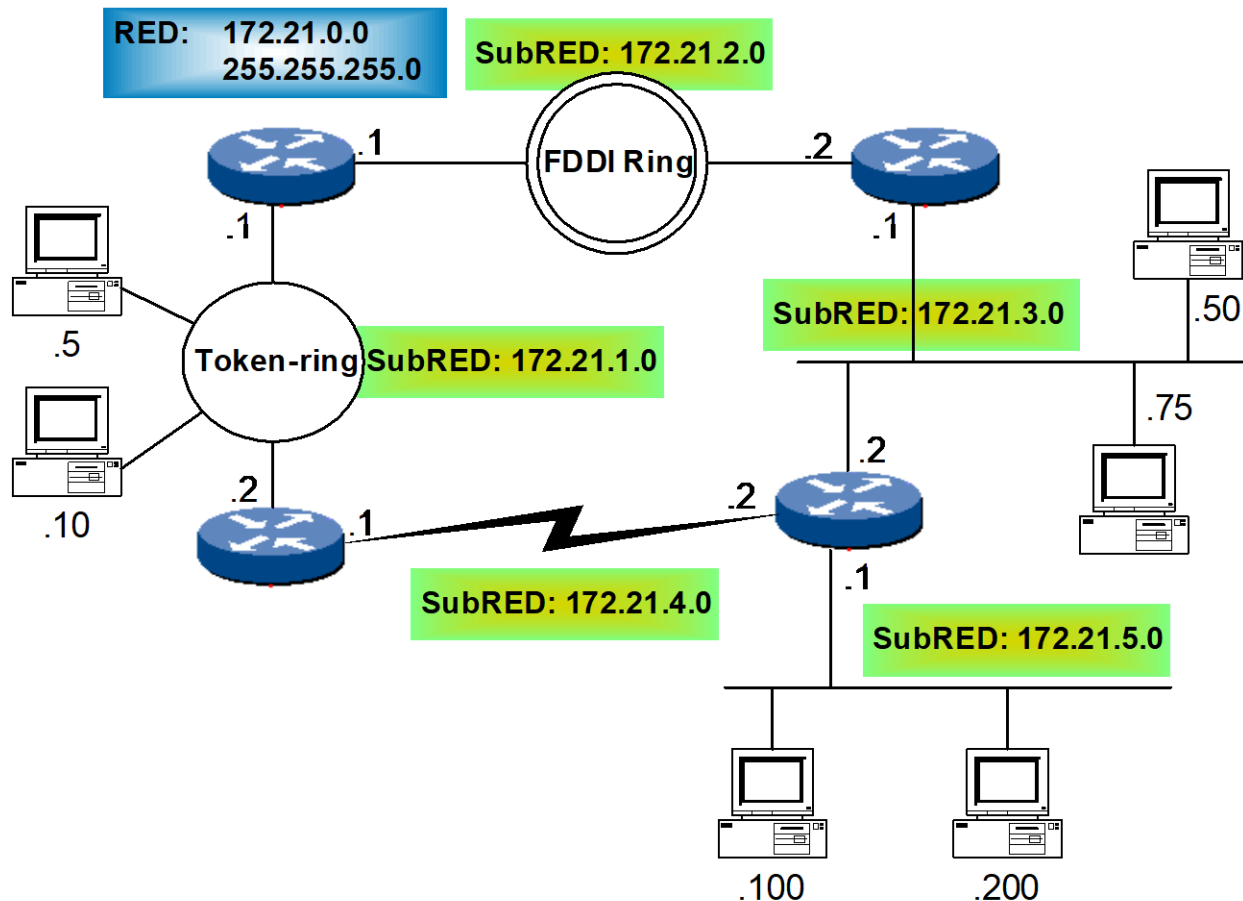 RED: 172.21.0.0
255.255.255.0
SubRED: 172.21.2.0
.1
FDDI Ring
.2
.1
.1
.50
SubRED: 172.21.3.0
.5
Token-ring
SubRED: 172.21.1.0
.75
.10
.2
.1
.2
.2
.1
SubRED: 172.21.4.0
SubRED: 172.21.5.0
.100
.200